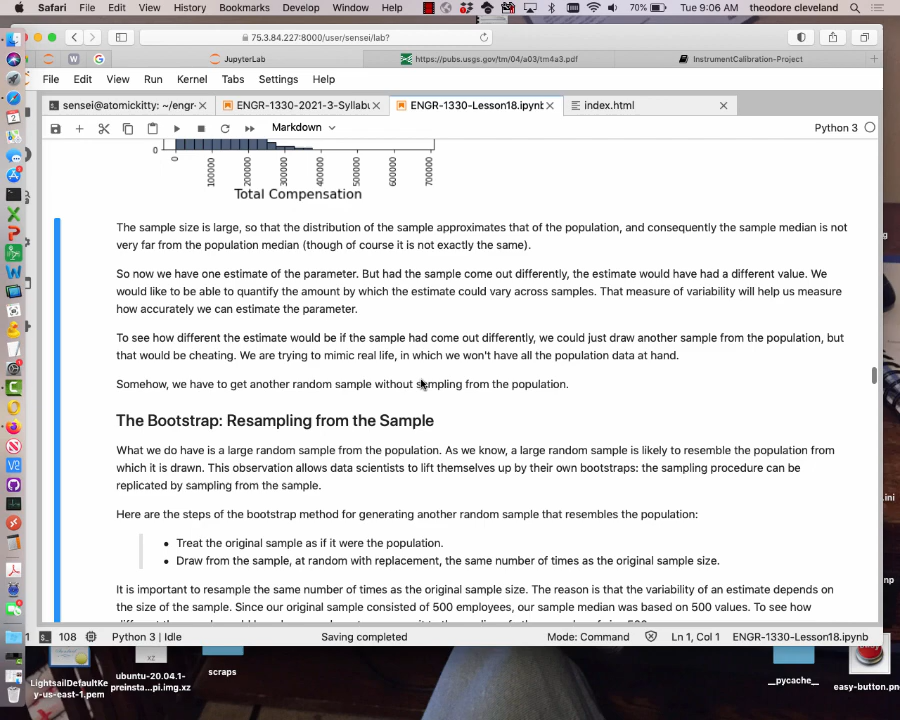 Safari File Edit View History Bookmarks Develop Window Help 70% Wed 9:06 AM theodore cleveland
75.3.84.227:8000/user/sensei/lab?
JupyterLab https://pubs.usgs.gov/tm/04/a03/tm4a3.pdf InstrumentCalibration-Project
File Edit View Run Kernel Tabs Settings Help
sensei@atomickitty: ~/engr- ENGR-1330-2021-3-Syllabu ENGR-1330-Lesson18.ipynb index.html
Markdown Python 3
0
0 100000 200000 300000 400000 500000 600000 700000
Total Compensation
The sample size is large, so that the distribution of the sample approximates that of the population, and consequently the sample median is not
very far from the population median (though of course it is not exactly the same).
So now we have one estimate of the parameter. But had the sample come out differently, the estimate would have had a different value. We
would like to be able to quantify the amount by which the estimate could vary across samples. That measure of variability will help us measure
how accurately we can estimate the parameter.
To see how different the estimate would be if the sample had come out differently, we could just draw another sample from the population, but
that would be cheating. We are trying to mimic real life, in which we won't have all the population data at hand.
Somehow, we have to get another random sample without sampling from the population.
The Bootstrap: Resampling from the Sample
What we do have is a large random sample from the population. As we know, a large random sample is likely to resemble the population from
which it is drawn. This observation allows data scientists to lift themselves up by their own bootstraps: the sampling procedure can be
replicated by sampling from the sample.
Here are the steps of the bootstrap method for generating another random sample that resembles the population:
• Treat the original sample as if it were the population.
• Draw from the sample, at random with replacement, the same number of times as the original sample size.
It is important to resample the same number of times as the original sample size. The reason is that the variability of an estimate depends on
the size of the sample. Since our original sample consisted of 500 employees, our sample median was based on 500 values. To see how
1 108 Python 3 | Idle Saving completed Mode: Command Ln 1, Col 1 ENGR-1330-Lesson18.ipynb
LightsailDefaultKe
y-us-east-1.pem
ubuntu-20.04.1-
preinsta...pi.img.xz
scraps
__pycache__
easy-button.png